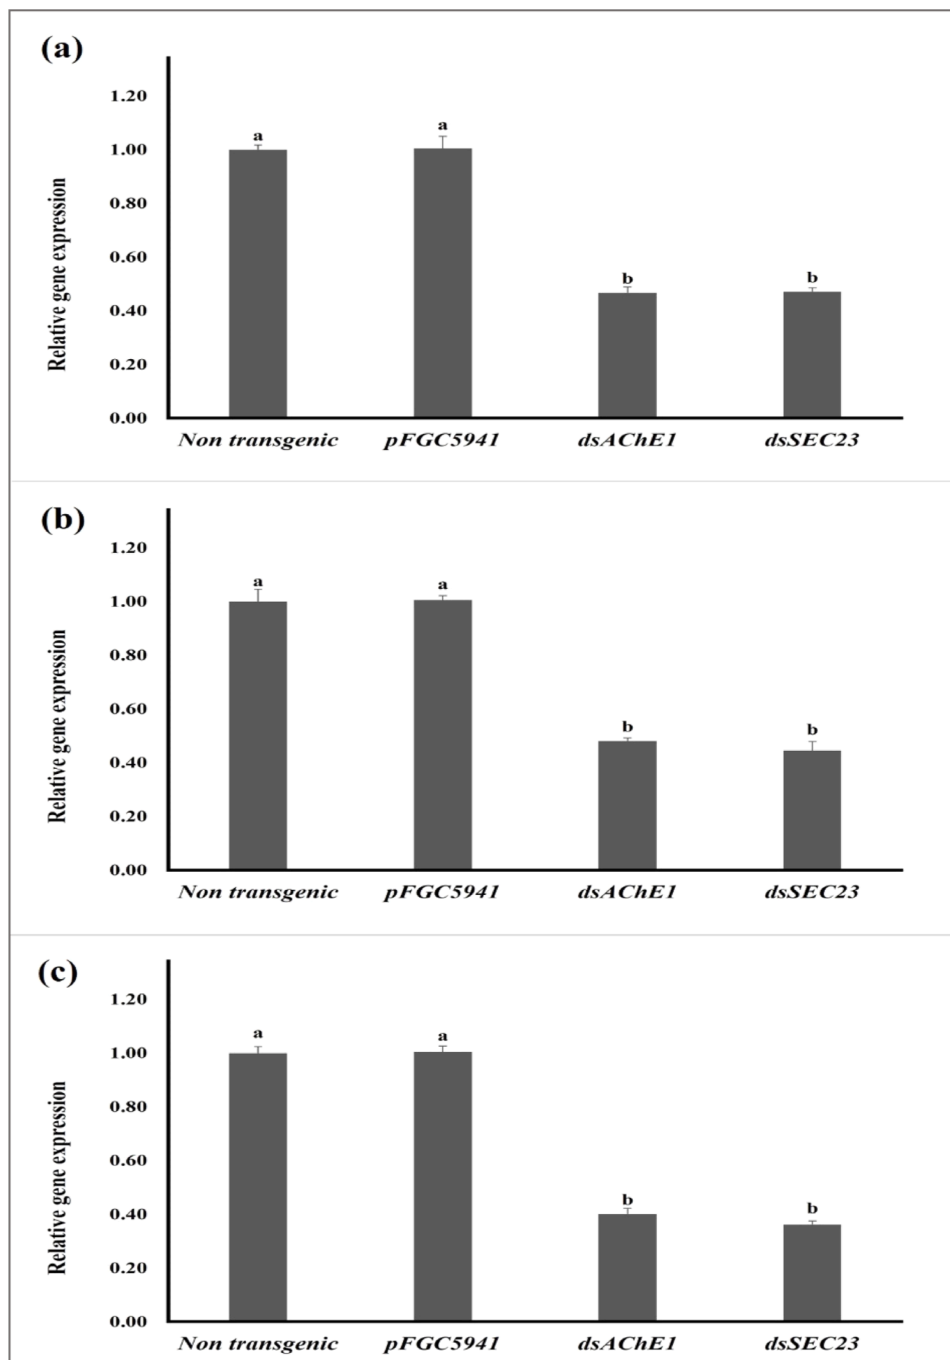 (a)
Relative gene expression
1.20
1.00
0.80
0.60
0.40
0.20
0.00
a
a
b
b
Non transgenic pFGC5941 dsAChE1 dsSEC23
(b)
Relative gene expression
1.20
1.00
0.80
0.60
0.40
0.20
0.00
a
a
b
b
Non transgenic pFGC5941 dsAChE1 dsSEC23
(c)
Relative gene expression
1.20
1.00
0.80
0.60
0.40
0.20
0.00
a
a
b
b
Non transgenic pFGC5941 dsAChE1 dsSEC23